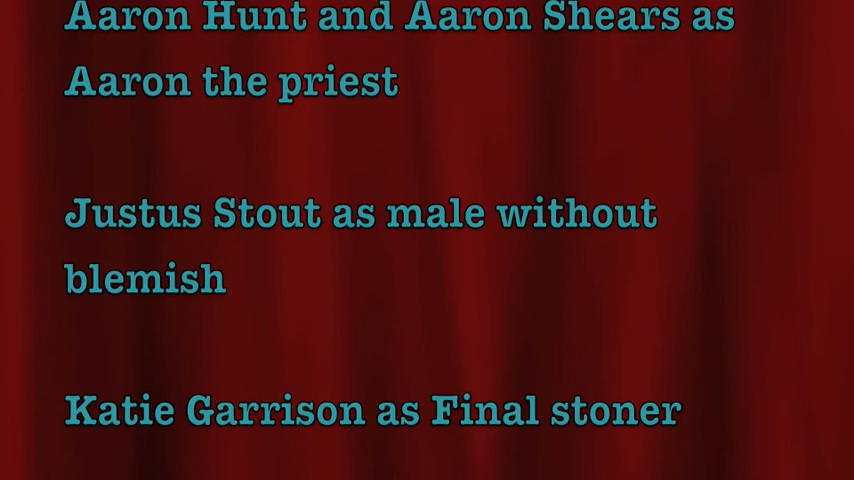 Aaron Hunt and Aaron Shears as
Aaron the priest
Justus Stout as male without
blemish
Katie Garrison as Final stoner